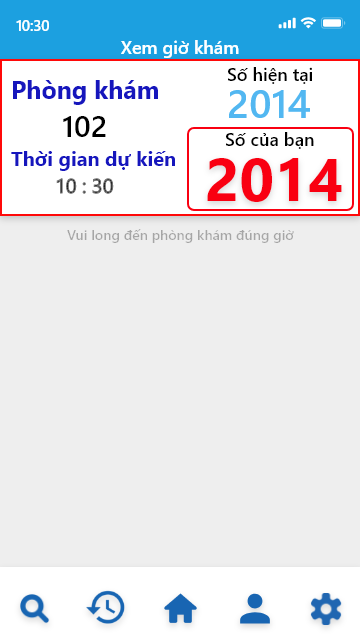 10:30
Xem giờ khám
Phòng khám
102
Thời gian dự kiến
10 : 30
Số hiện tại
2014
Số của bạn
2014
Vui long đến phòng khám đúng giờ